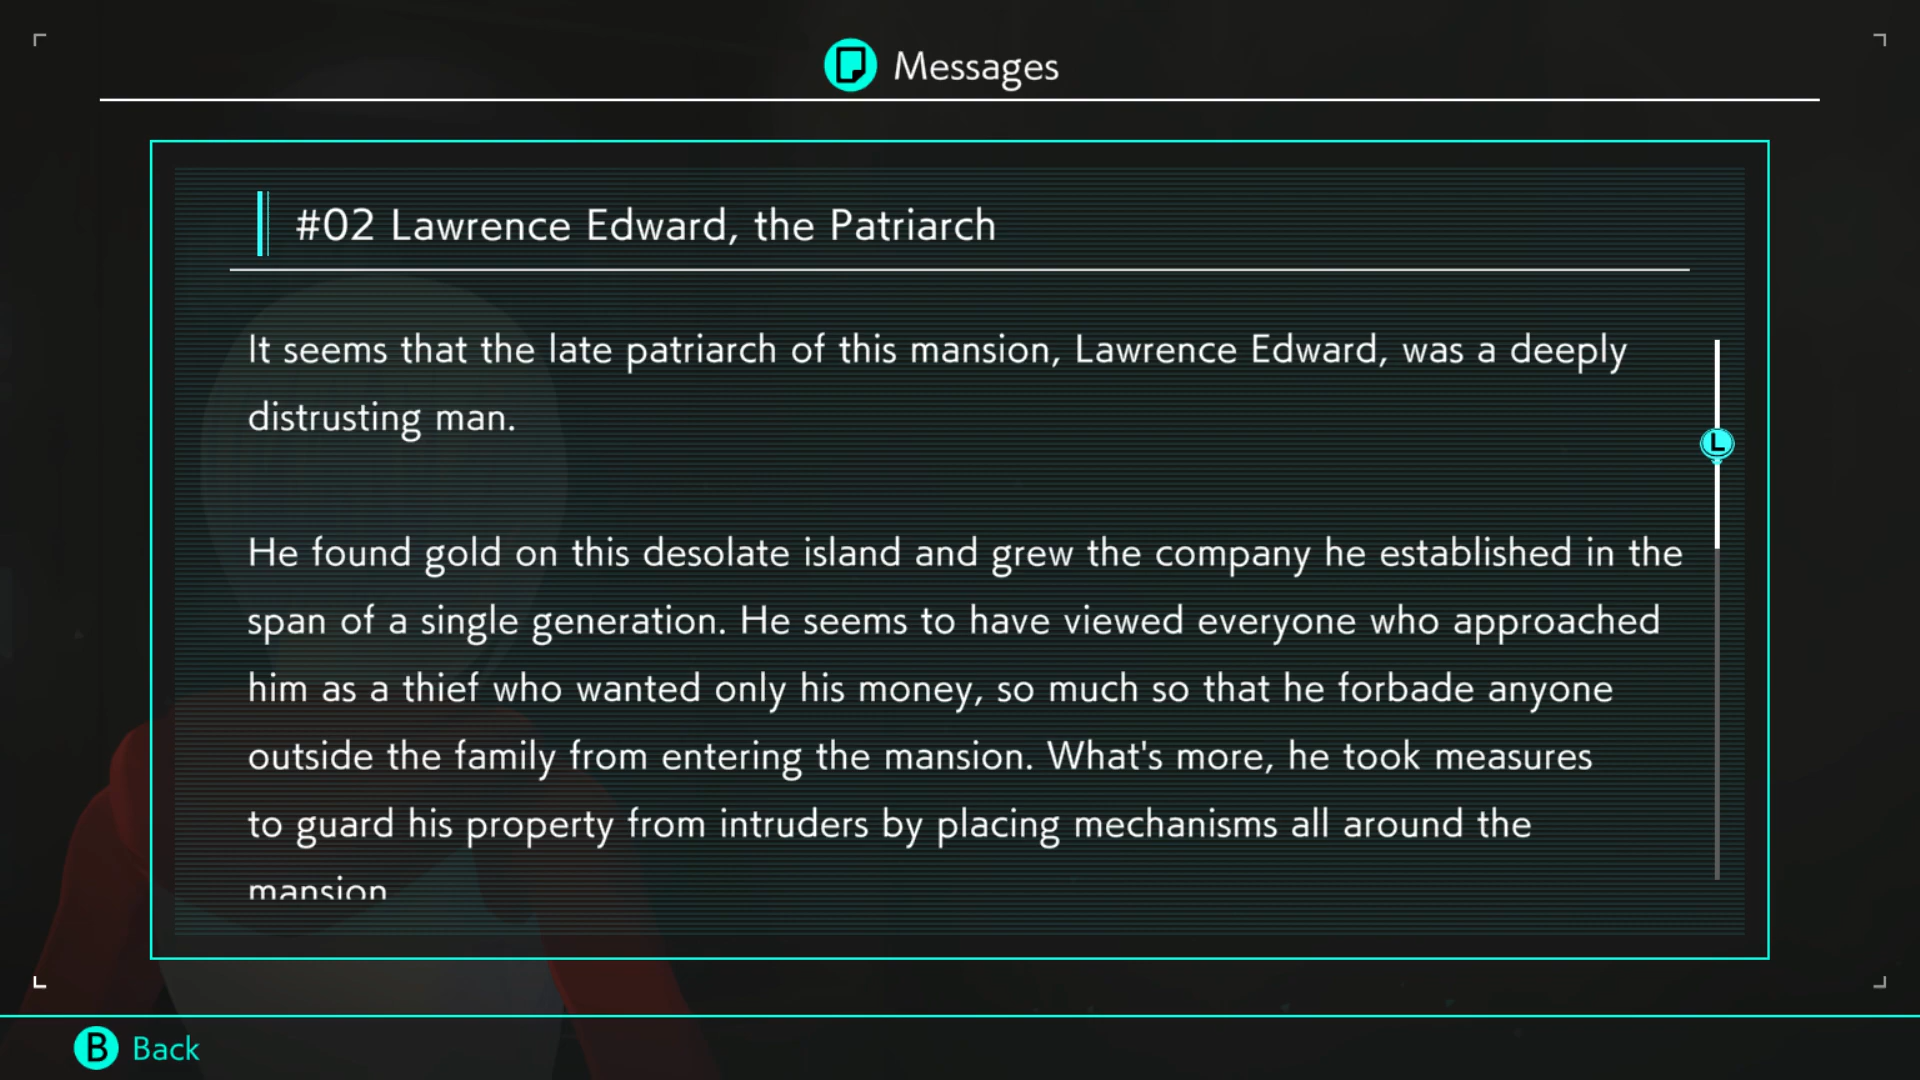 Messages
#02 Lawrence Edward, the Patriarch
It seems that the late patriarch of this mansion, Lawrence Edward, was a deeply
distrusting man.
He found gold on this desolate island and grew the company he established in the
span of a single generation. He seems to have viewed everyone who approached
him as a thief who wanted only his money, so much so that he forbade anyone
outside the family from entering the mansion. What's more, he took measures
to guard his property from intruders by placing mechanisms all around the
mansion
L
B Back